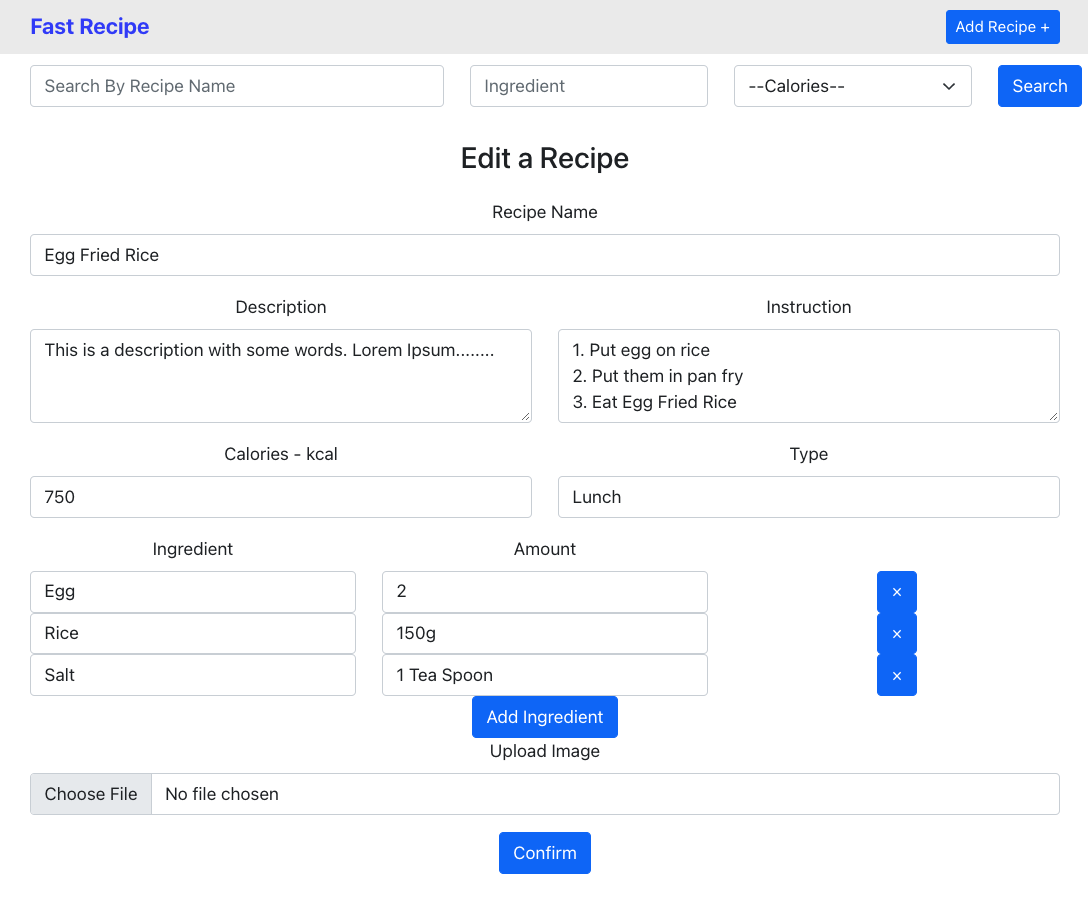 Fast Recipe
Add Recipe +
Search By Recipe Name
Ingredient
--Calories--
Search
Edit a Recipe
Recipe Name
Egg Fried Rice
Description
Instruction
This is a description with some words. Lorem Ipsum........
1. Put egg on rice
2. Put them in pan fry
3. Eat Egg Fried Rice
Calories - kcal
Type
750
Lunch
Ingredient
Amount
Egg
2
×
Rice
150g
×
Salt
1 Tea Spoon
×
Add Ingredient
Upload Image
Choose File
No file chosen
Confirm